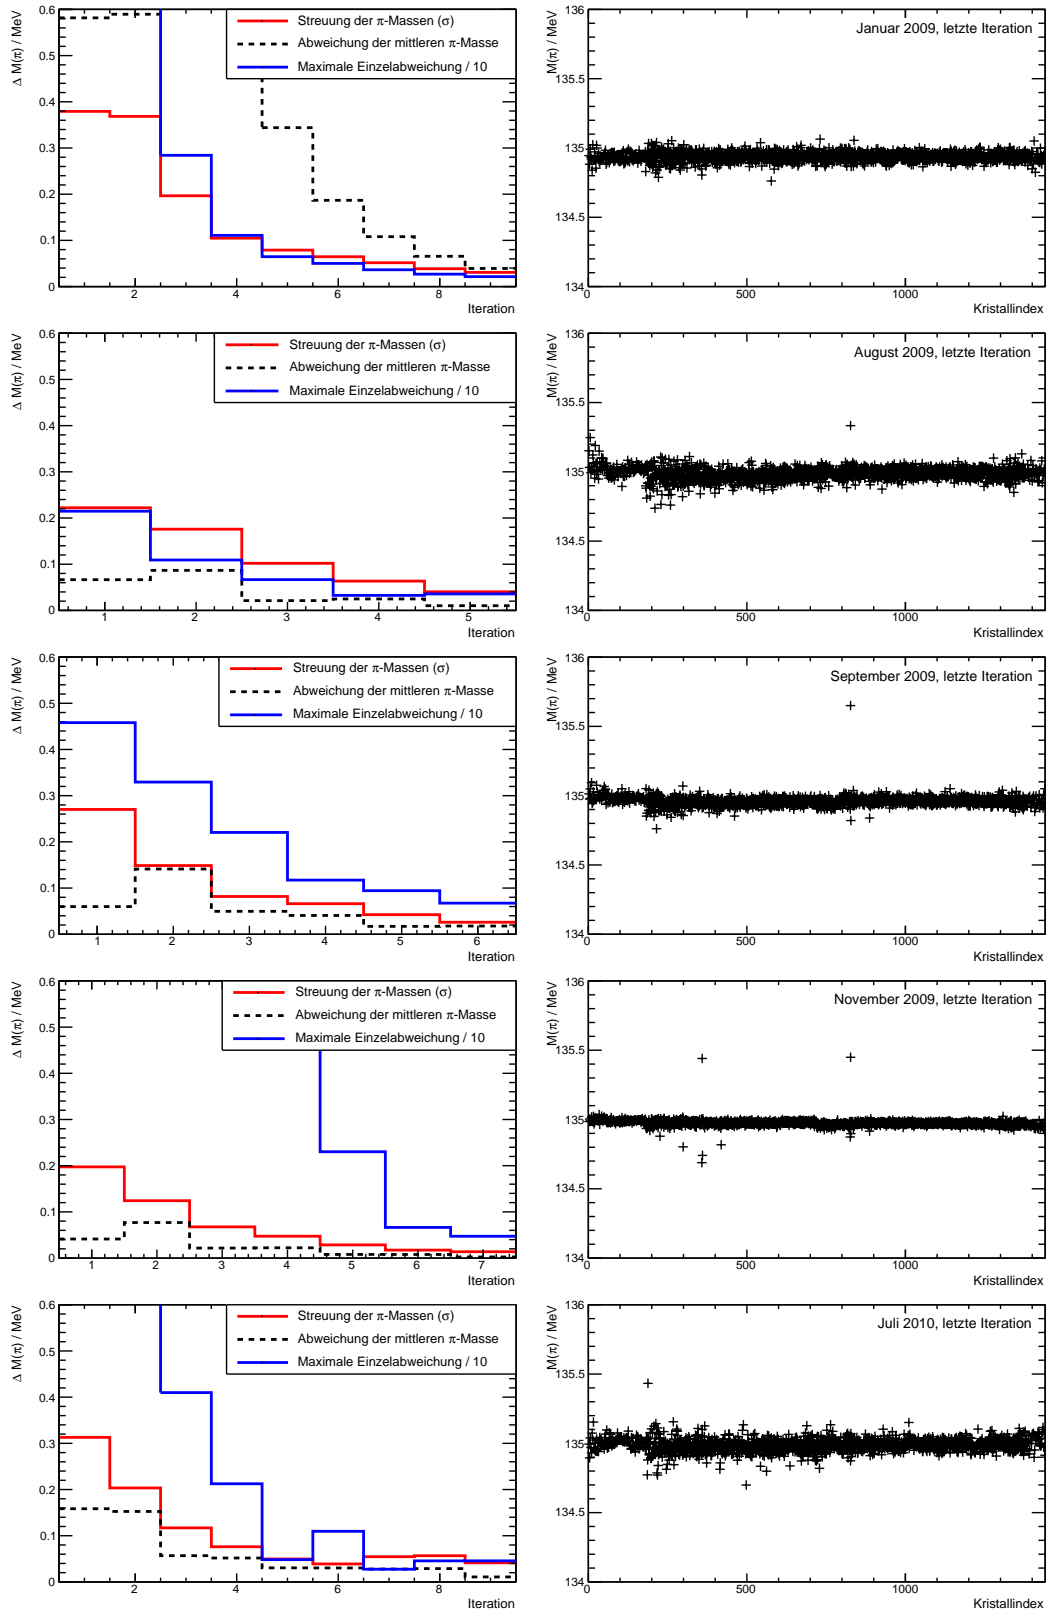 Δ M(π) / MeV
0.6
0.5
0.4
0.3
0.2
0.1
0
2
4
6
8
Iteration
Streuung der π-Massen (σ)
Abweichung der mittleren π-Masse
Maximale Einzelabweichung / 10
M(π) / MeV
136
135.5
135
134.5
134
0
500
1000
Kristallindex
Januar 2009, letzte Iteration
Δ M(π) / MeV
0.6
0.5
0.4
0.3
0.2
0.1
0
1
2
3
4
5
Iteration
Streuung der π-Massen (σ)
Abweichung der mittleren π-Masse
Maximale Einzelabweichung / 10
M(π) / MeV
136
135.5
135
134.5
134
0
500
1000
Kristallindex
August 2009, letzte Iteration
Δ M(π) / MeV
0.6
0.5
0.4
0.3
0.2
0.1
0
1
2
3
4
5
6
Iteration
Streuung der π-Massen (σ)
Abweichung der mittleren π-Masse
Maximale Einzelabweichung / 10
M(π) / MeV
136
135.5
135
134.5
134
0
500
1000
Kristallindex
September 2009, letzte Iteration
Δ M(π) / MeV
0.6
0.5
0.4
0.3
0.2
0.1
0
1
2
3
4
5
6
7
Iteration
Streuung der π-Massen (σ)
Abweichung der mittleren π-Masse
Maximale Einzelabweichung / 10
M(π) / MeV
136
135.5
135
134.5
134
0
500
1000
Kristallindex
November 2009, letzte Iteration
Δ M(π) / MeV
0.6
0.5
0.4
0.3
0.2
0.1
0
2
4
6
8
Iteration
Streuung der π-Massen (σ)
Abweichung der mittleren π-Masse
Maximale Einzelabweichung / 10
M(π) / MeV
136
135.5
135
134.5
134
0
500
1000
Kristallindex
Juli 2010, letzte Iteration